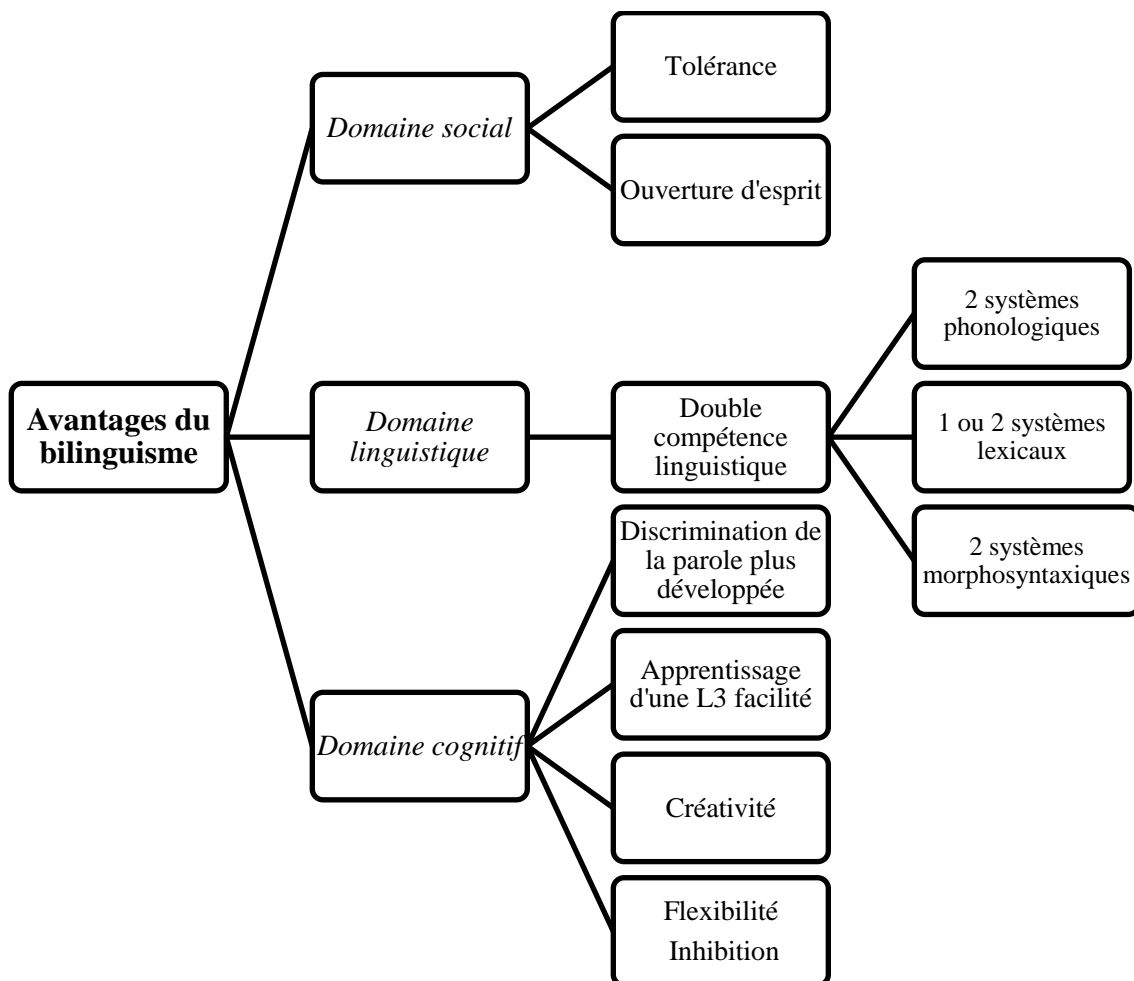 Avantages du
bilinguisme
Domaine social
Tolérance
Ouverture d'esprit
Domaine
linguistique
Double
compétence
linguistique
2 systèmes
phonologiques
1 ou 2 systèmes
lexicaux
2 systèmes
morphosyntaxiques
Domaine cognitif
Discrimination de
la parole plus
développée
Apprentissage
d'une L3 facilité
Créativité
Flexibilité
Inhibition